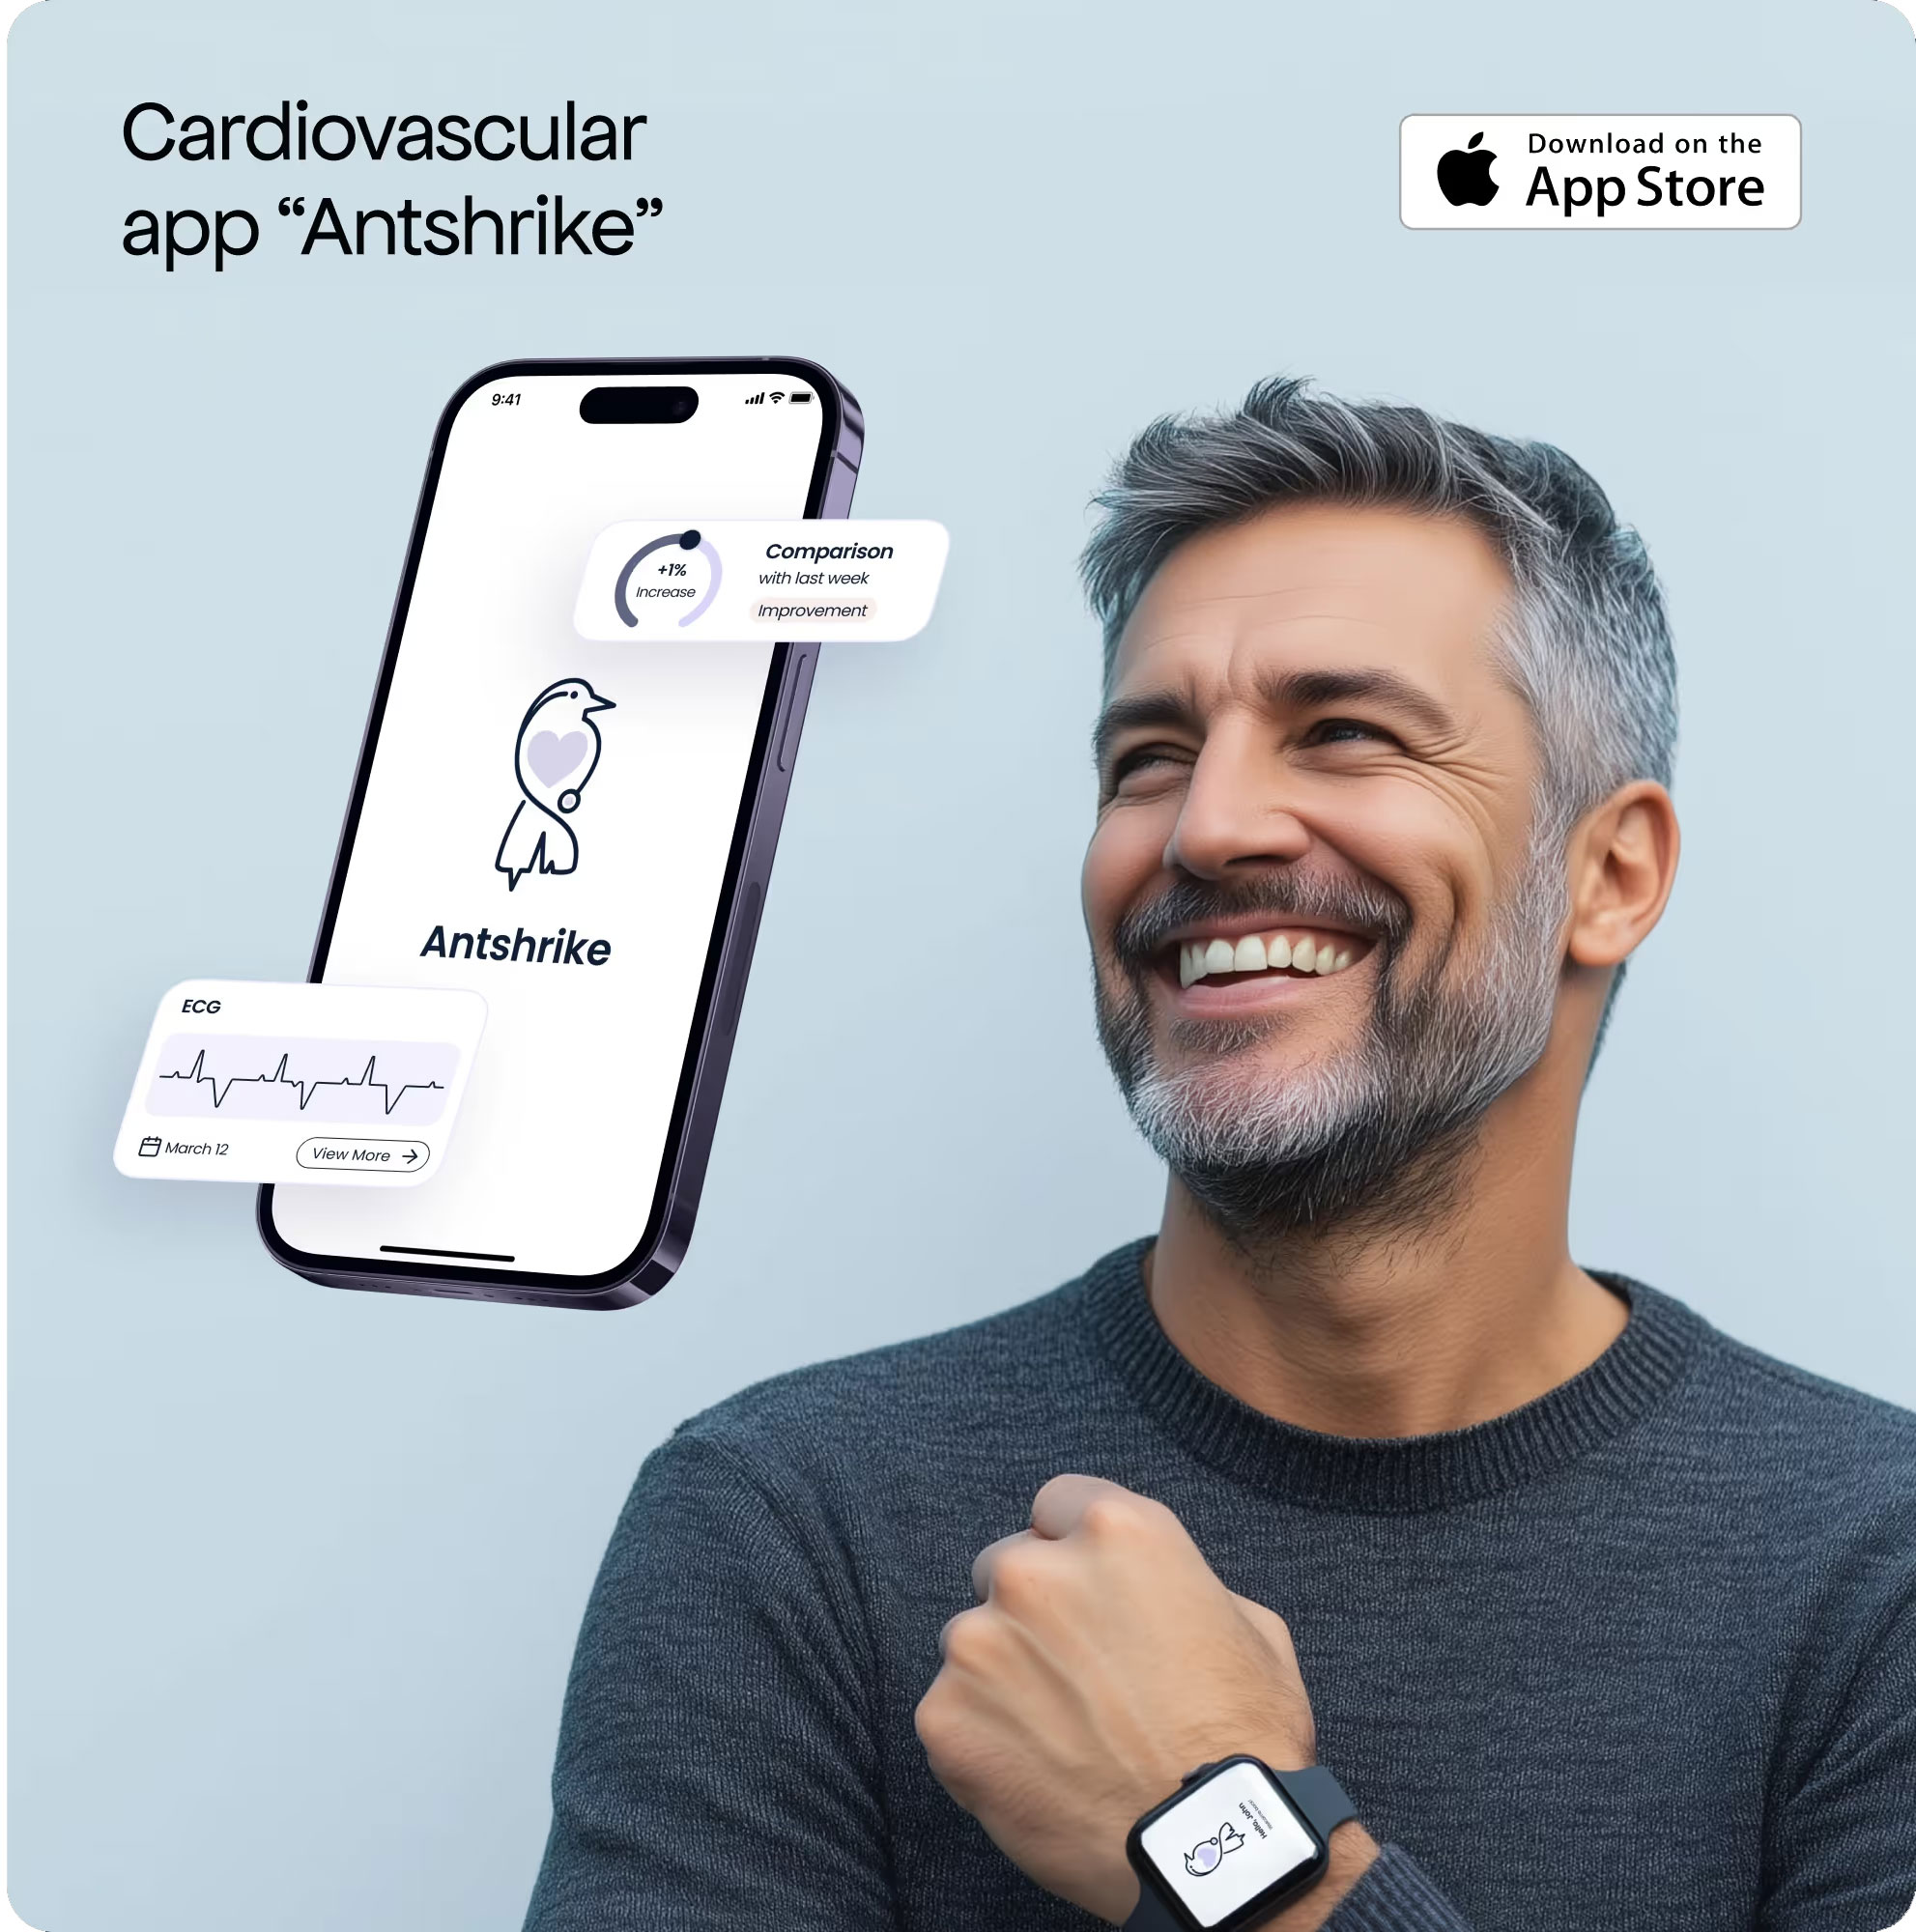 Cardiovascular
app “Antshrike”
Download on the
App Store
9:41
+1%
Increase
Comparison
with last week
Improvement
Antshrike
ECG
March 12
View More
Hello, John